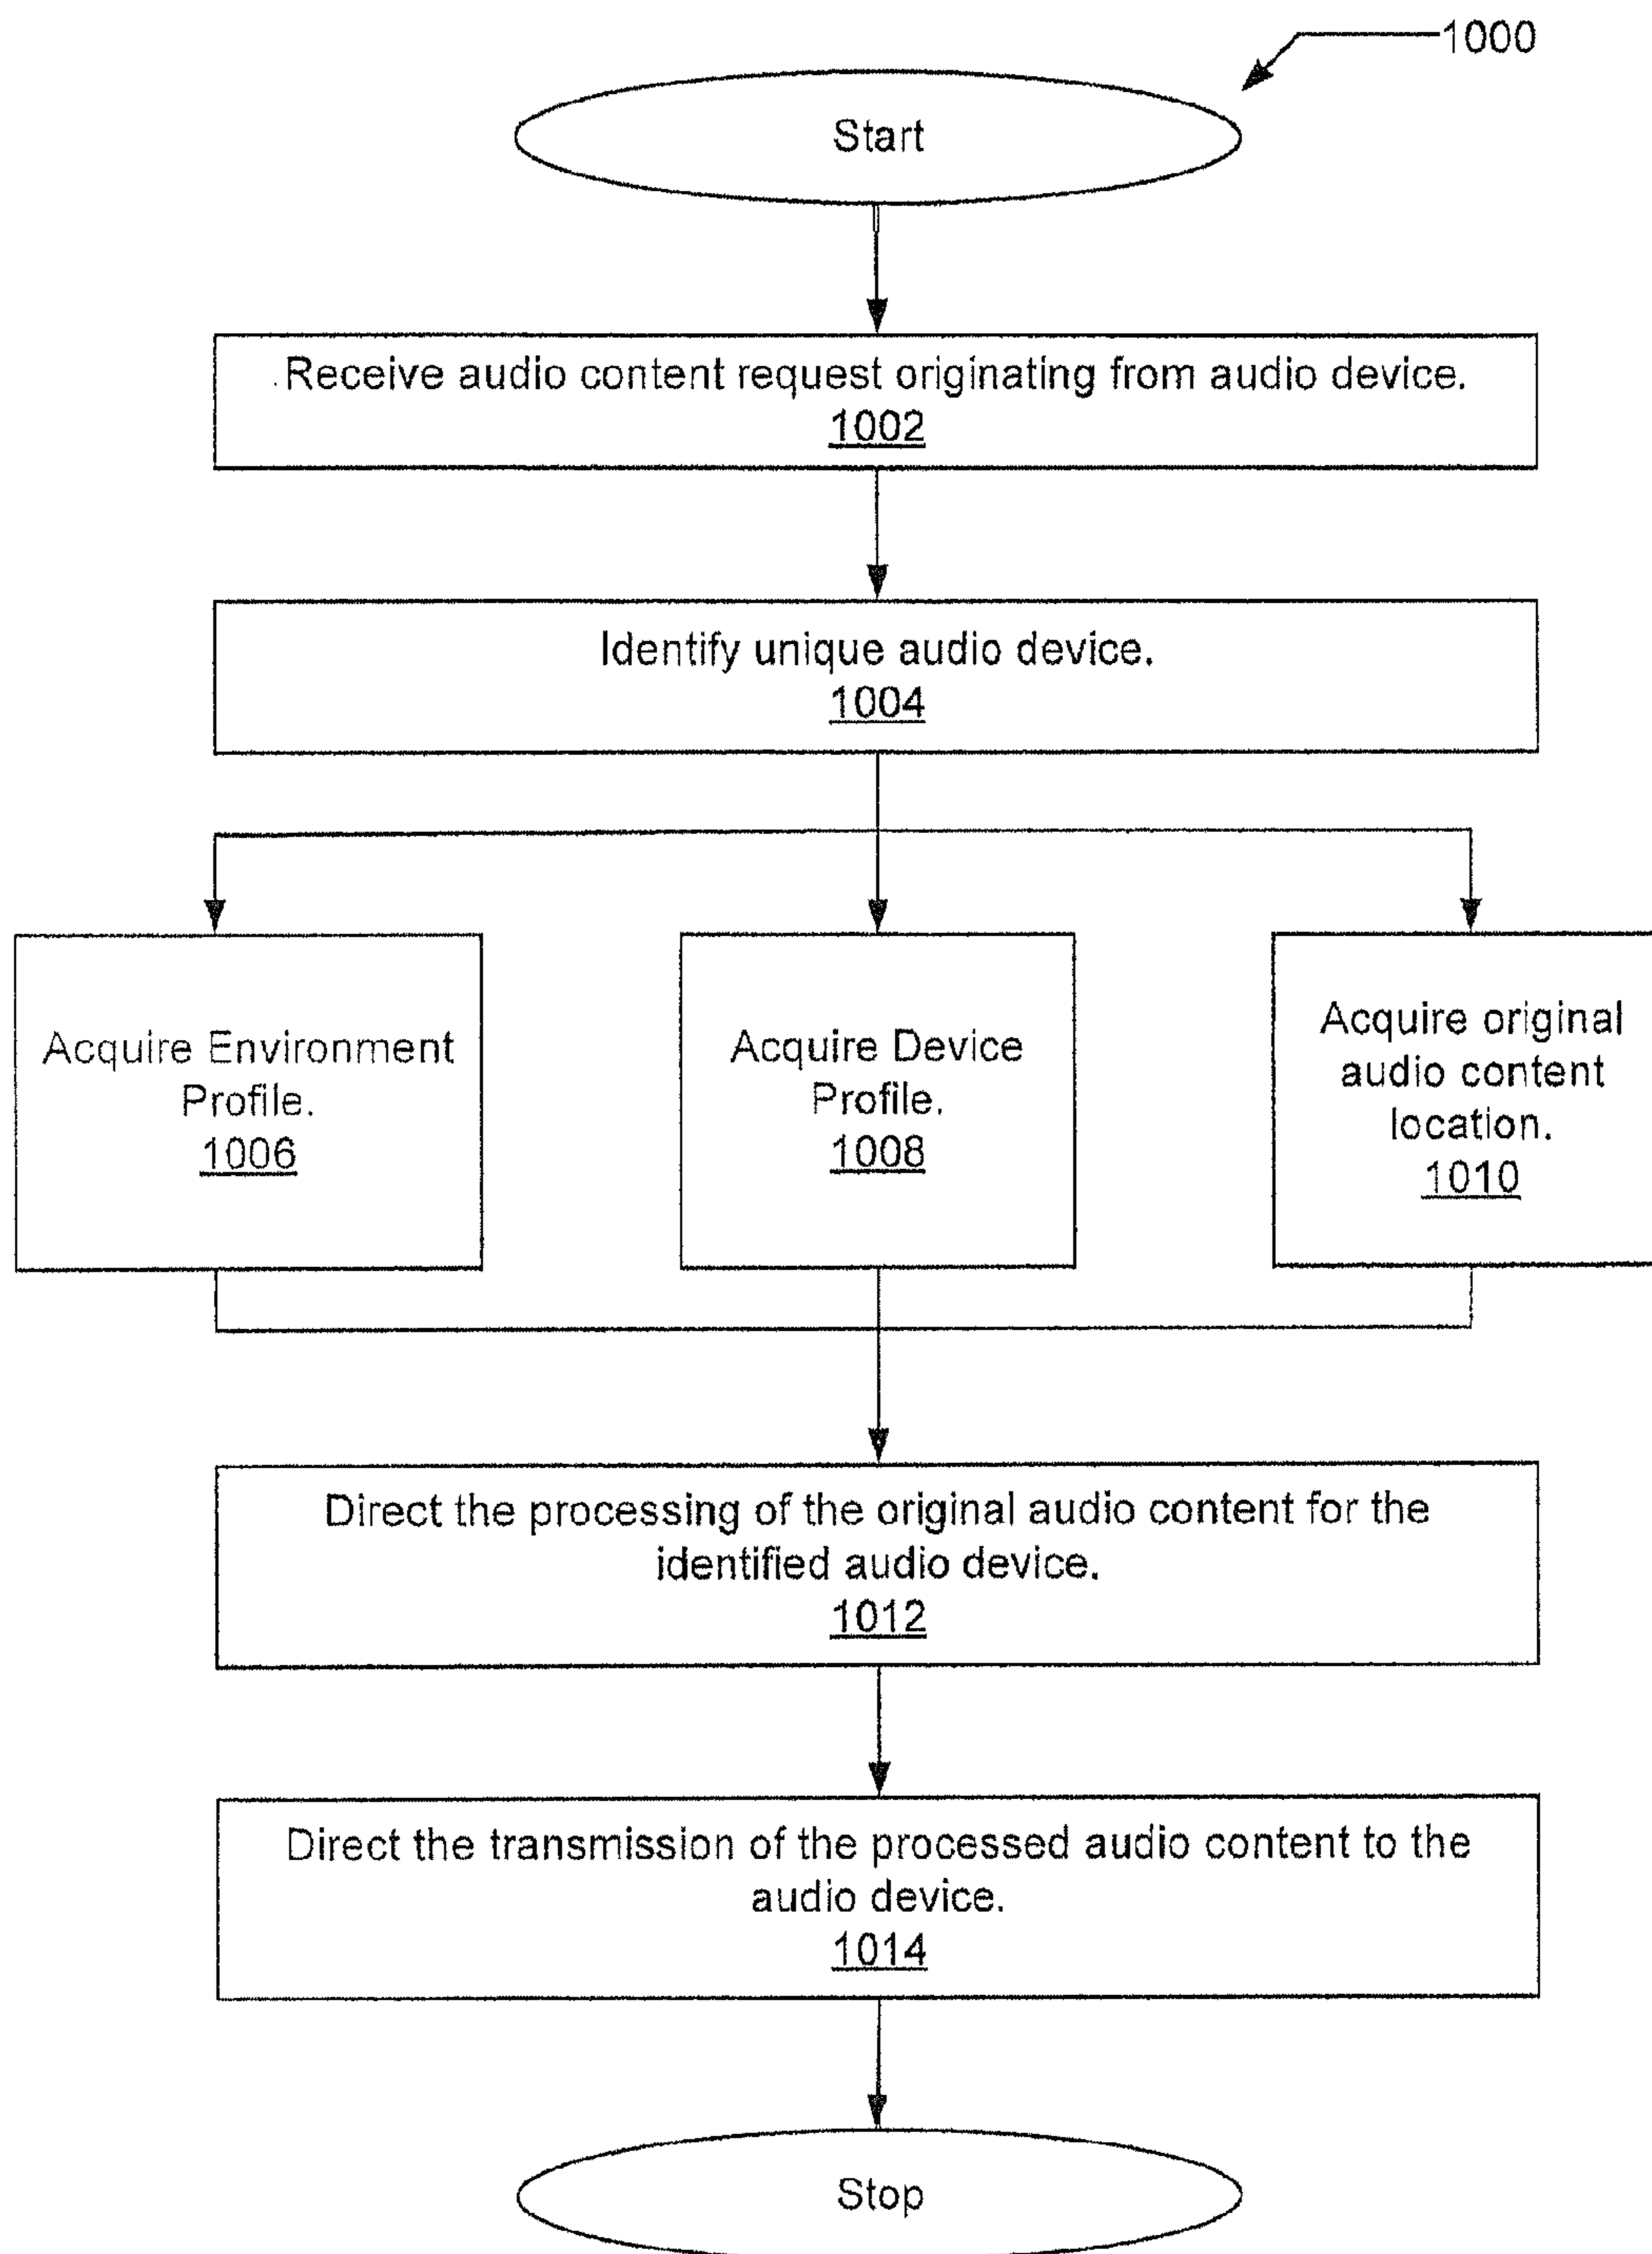 1000
Start
Receive audio content request originating from audio device.
1002
Identify unique audio device.
1004
Acquire Environment
Profile.
1006
Acquire Device
Profile.
1008
Acquire original
audio content
location.
1010
Direct the processing of the original audio content for the
identified audio device.
1012
Direct the transmission of the processed audio content to the
audio device.
1014
Stop